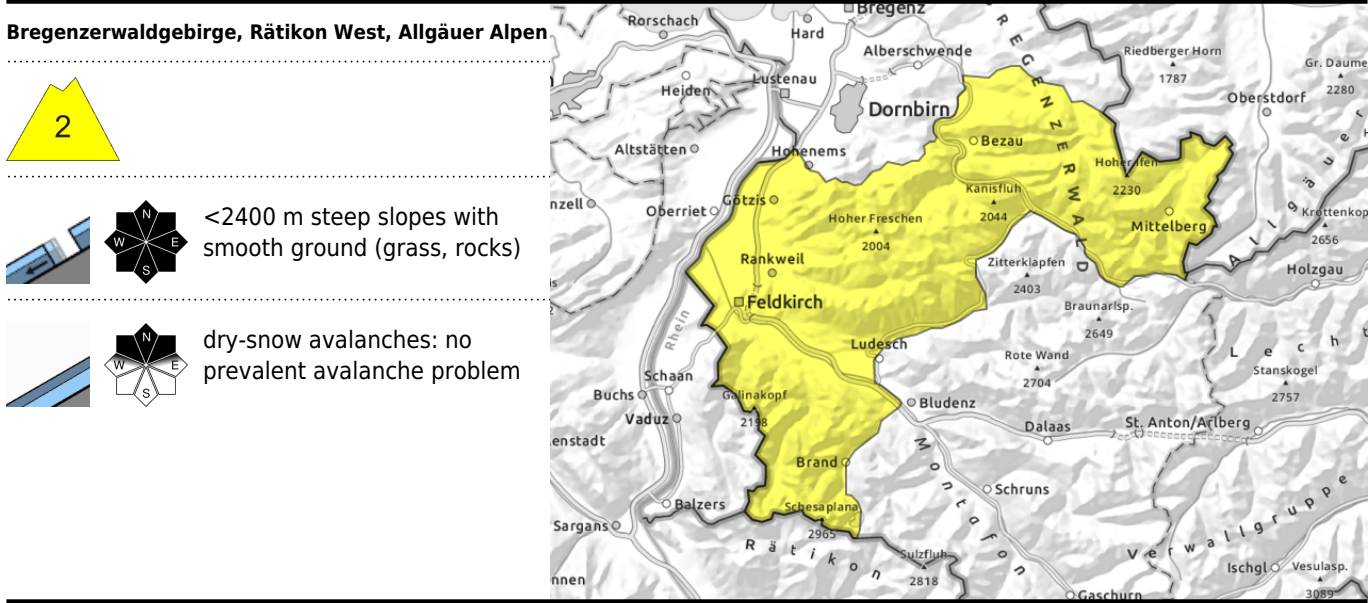 Bregenzerwaldgebirge, Rätikon West, Allgäuer Alpen
2
N
W E
S
<2400 m steep slopes with
smooth ground (grass, rocks)
N
W E
S
dry-snow avalanches: no
prevalent avalanche problem
Rorschach
Bregenz
Hard
Alberschwende
BREGENZERWALD
Riedberger Horn
1787
Gr. Daume
2280
Heiden
Lustenau
Dornbirn
Oberstdorf
Altstätten
Hohenems
Bezau
Hoher Ifen
2230
Allgäuer
nzell
Oberriet
Götzis
Kanisfluh
2044
Hoher Freschen
2004
Mittelberg
Krottenkop
2656
Rankweil
Zitterklapfen
2403
Holzgau
Feldkirch
Braunarlsp.
2649
Rhein
Ludesch
Rote Wand
2704
Lech
Stanskogel
2757
Schaan
Buchs
Galinakopf
2198
Bludenz
Vaduz
Dalaas
St. Anton/Arlberg
enstadt
Brand
Montafon
Schruns
Balzers
Schesaplana
2965
Sargans
Rätikon
Sulzfluh
2818
Verwallgruppe
Ischgl
Vesulasp.
3089
nnen
Gaschurn